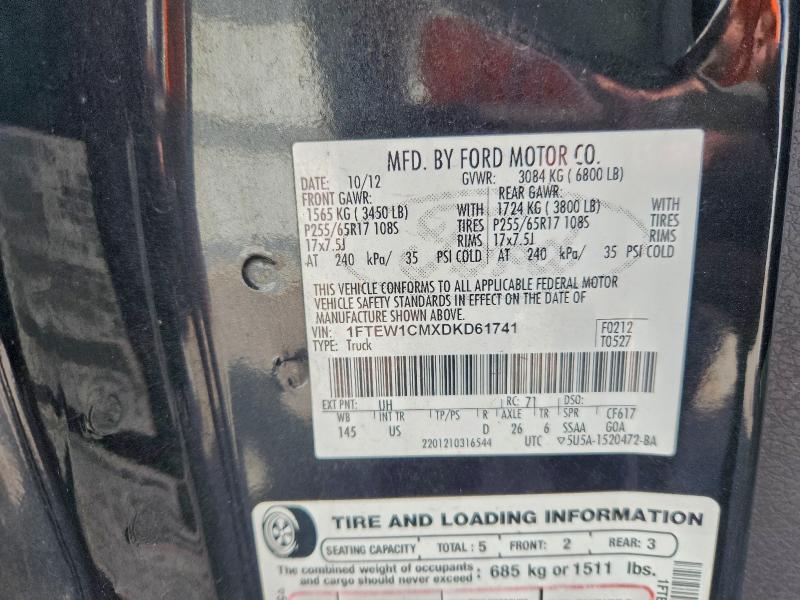 MFD. BY FORD MOTOR CO.
DATE: 10/12 GVWR: 3084 KG ( 6800 LB)
FRONT GAWR: REAR GAWR:
1565 KG ( 3450 LB) WITH 1724 KG ( 3800 LB) WITH
P255/65R17 108S TIRES P255/65R17 108S TIRES
17x7.5J RIMS 17x7.5J RIMS
AT 240 kPa/ 35 PSI COLD AT 240 kPa/ 35 PSI COLD
THIS VEHICLE CONFORMS TO ALL APPLICABLE FEDERAL MOTOR
VEHICLE SAFETY STANDARDS IN EFFECT ON THE DATE OF
MANUFACTURE SHOWN ABOVE.
VIN: 1FTEW1CMXDKD61741 F0212
TYPE: Truck T0527
EXT PNT: UH RC: 71 DSO:
WB INT TR TP/PS R AXLE TR SPR CF617
145 US D 26 6 SSAA GOA
2201210316544 UTC ▽5U5A-1520472-BA
TIRE AND LOADING INFORMATION
SEATING CAPACITY TOTAL : 5 FRONT: 2 REAR: 3
The combined weight of occupants
and cargo should never exceed : 685 kg or 1511 lbs.